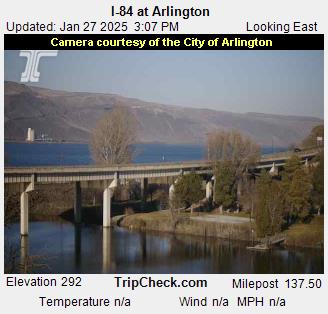 I-84 at Arlington
Updated: Jan 27 2025  3:07 PM Looking East
Camera courtesy of the City of Arlington
Elevation 292 TripCheck.com Milepost 137.50
Temperature n/a Wind n/a MPH n/a